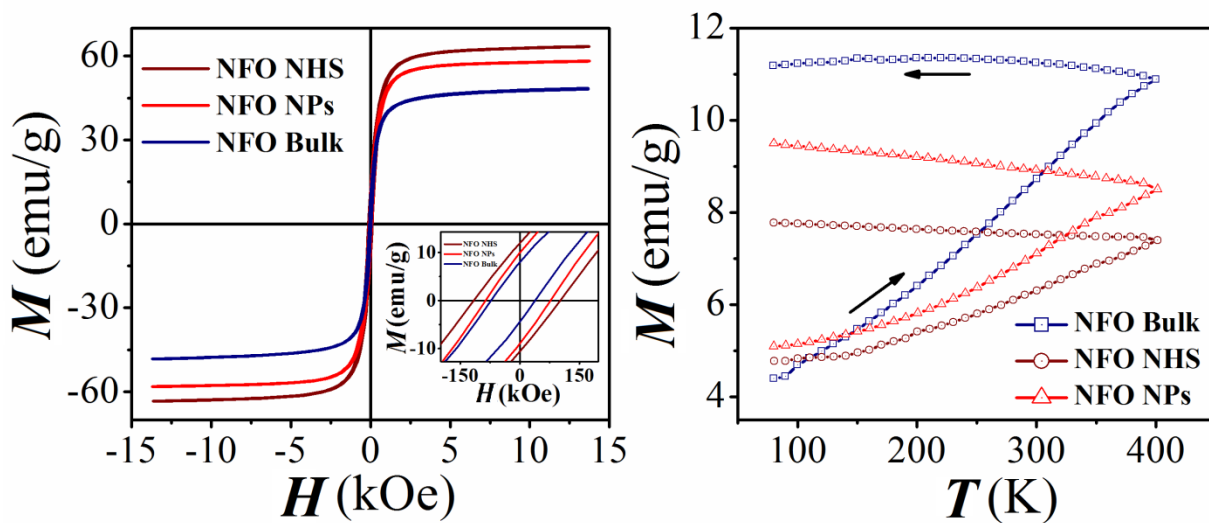 M (emu/g)
60
30
0
-30
-60
NFO NHS
NFO NPs
NFO Bulk
M (emu/g)
10
0
-10
NFO NHS
NFO NPs
NFO Bulk
-150 0 150
H (kOe)
-15 -10 -5 0 5 10 15
H (kOe)
M (emu/g)
12
10
8
6
4
NFO Bulk
NFO NHS
NFO NPs
100 200 300 400
T (K)